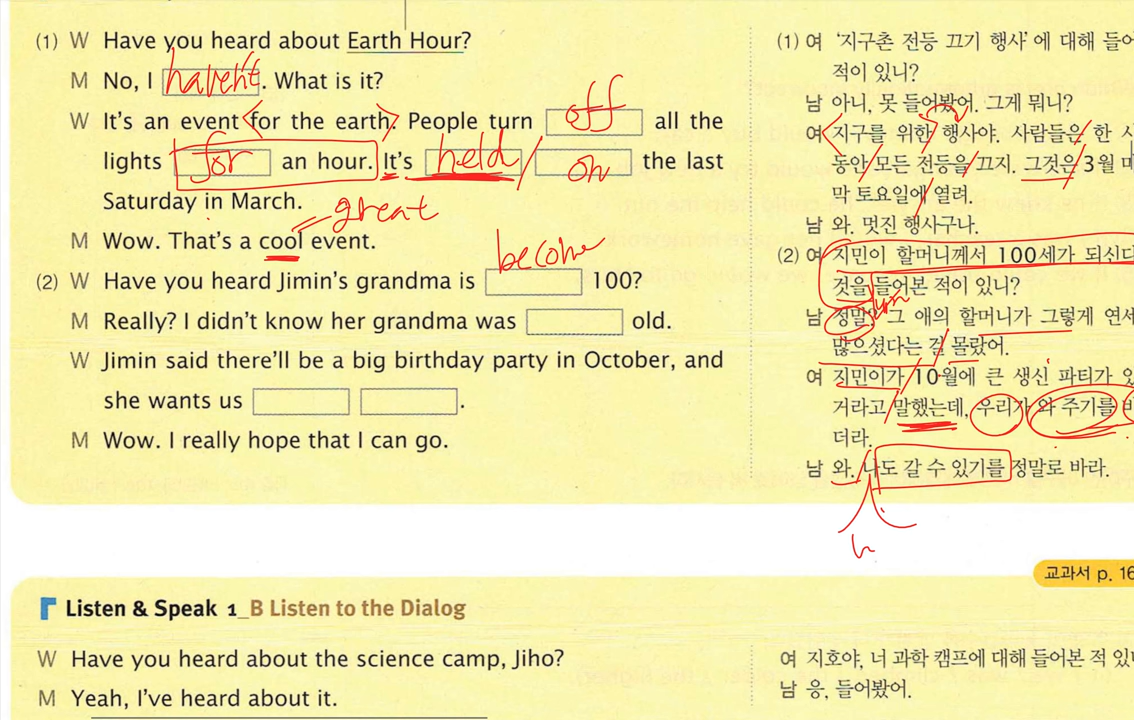 (1) W Have you heard about Earth Hour?
M No, I haven't. What is it?
W It's an event for the earth. People turn off all the
lights for an hour. It's held on the last
Saturday in March.
great
M Wow. That's a cool event.
become
(2) W Have you heard Jimin's grandma is 100?
M Really? I didn't know her grandma was old.
W Jimin said there'll be a big birthday party in October, and
she wants us .
M Wow. I really hope that I can go.
(1) 여 '지구촌 전등 끄기 행사'에 대해 들어
적이 있니?
남 아니, 못 들어봤어. 그게 뭐니?
여 지구를 위한 행사야. 사람들은 한 시
동안 모든 전등을 끄지. 그것은 3월 마
막 토요일에 열려.
남 와. 멋진 행사구나.
(2) 여 지민이 할머니께서 100세가 되신다
것을 들어본 적이 있니?
남 정말? 그 애의 할머니가 그렇게 연세
많으셨다는 걸 몰랐어.
여 지민이가 10월에 큰 생신 파티가 있
거라고 말했는데, 우리가 와 주기를 바
더라.
남 와. 나도 갈 수 있기를 정말로 바라.
교과서 p. 16
Listen & Speak 1_B Listen to the Dialog
W Have you heard about the science camp, Jiho?
M Yeah, I've heard about it.
여 지호야, 너 과학 캠프에 대해 들어본 적 있니
남 응, 들어봤어.